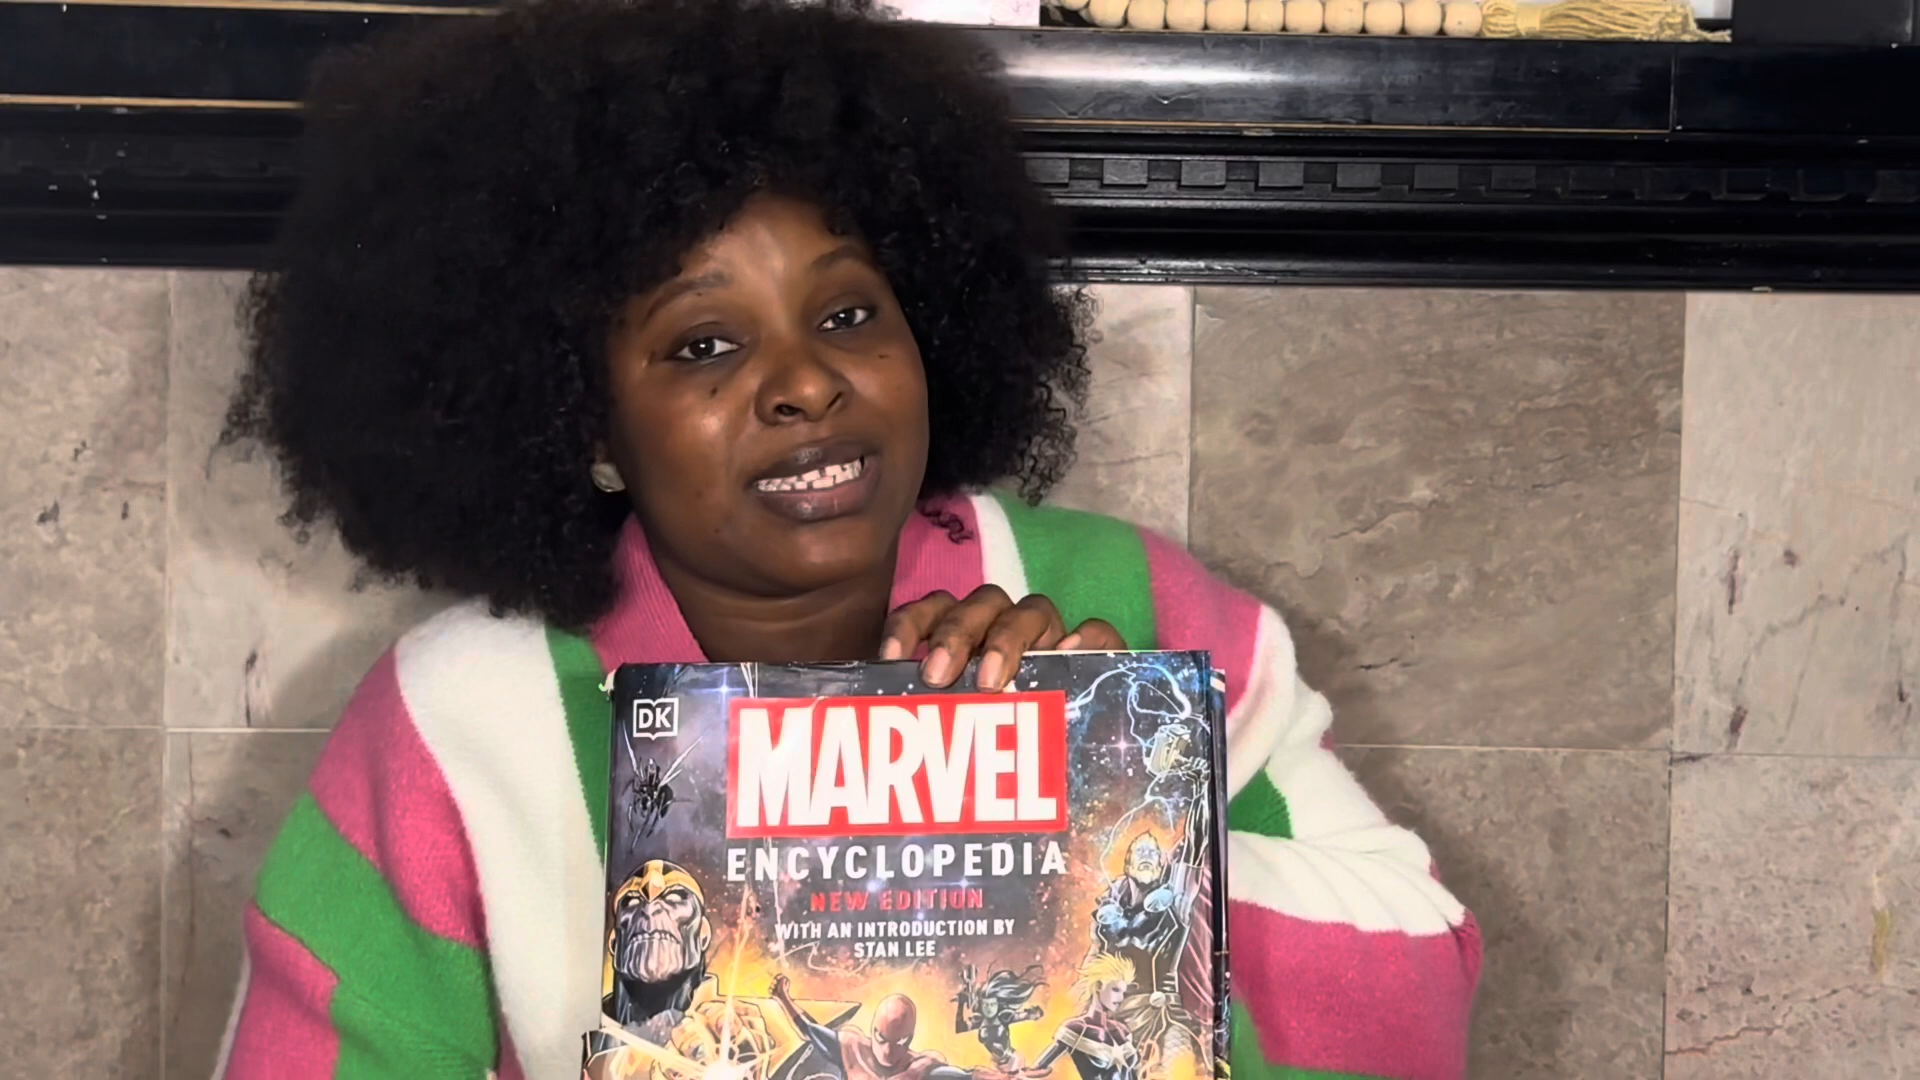 DK
MARVEL
ENCYCLOPEDIA
NEW EDITION
WITH AN INTRODUCTION BY
STAN LEE